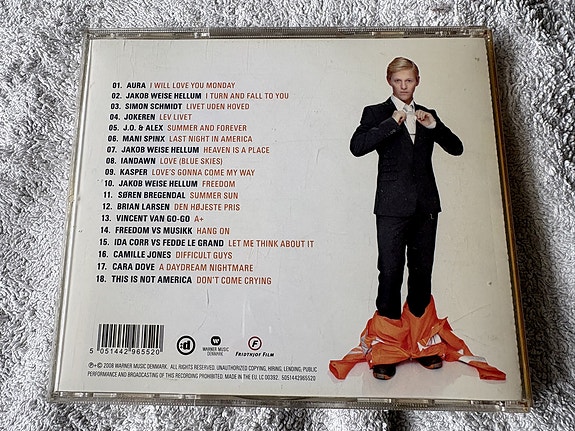 01. AURA I WILL LOVE YOU MONDAY
02. JAKOB WEISE HELLUM I TURN AND FALL TO YOU
03. SIMON SCHMIDT LIVET UDEN HOVED
04. JOKEREN LEV LIVET
05. J.O. & ALEX SUMMER AND FOREVER
06. MANI SPINX LAST NIGHT IN AMERICA
07. JAKOB WEISE HELLUM HEAVEN IS A PLACE
08. IANDAWN LOVE (BLUE SKIES)
09. KASPER LOVE'S GONNA COME MY WAY
10. JAKOB WEISE HELLUM FREEDOM
11. SØREN BREGENDAL SUMMER SUN
12. BRIAN LARSEN DEN HØJESTE PRIS
13. VINCENT VAN GO-GO A+
14. FREEDOM VS MUSIKK HANG ON
15. IDA CORR VS FEDDE LE GRAND LET ME THINK ABOUT IT
16. CAMILLE JONES DIFFICULT GUYS
17. CARA DOVE A DAYDREAM NIGHTMARE
18. THIS IS NOT AMERICA DON'T COME CRYING
5 051442 965520
:d
WARNER MUSIC
DENMARK
F
FRIDTHJOF FILM
℗+© 2008 WARNER MUSIC DENMARK. ALL RIGHTS RESERVED. UNAUTHORIZED COPYING, HIRING, LENDING, PUBLIC
PERFORMANCE AND BROADCASTING OF THIS RECORDING PROHIBITED. MADE IN THE EU. LC 00392. 5051442965520